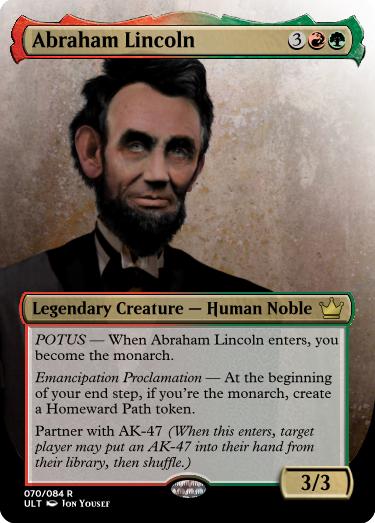 Abraham Lincoln 3
Legendary Creature — Human Noble
POTUS — When Abraham Lincoln enters, you
become the monarch.
Emancipation Proclamation — At the beginning
of your end step, if you're the monarch, create
a Homeward Path token.
Partner with AK-47 (When this enters, target
player may put an AK-47 into their hand from
their library, then shuffle.)
3/3
070/084 R
ULT Jon Yousef